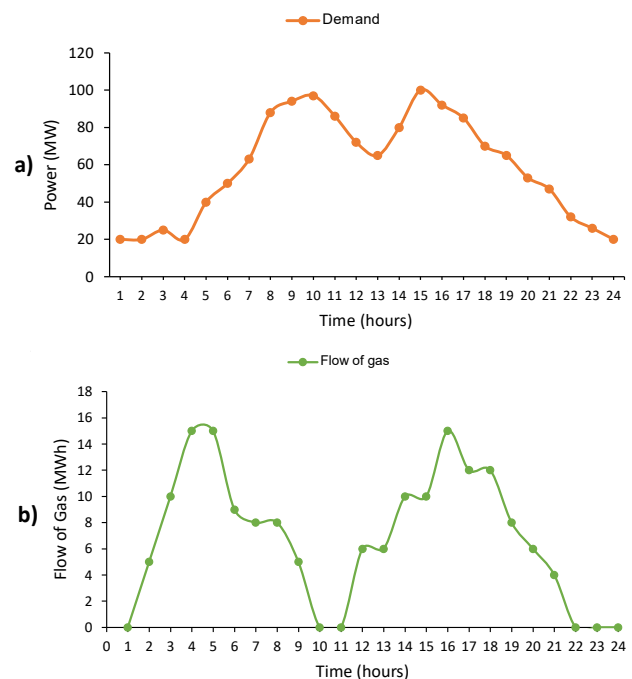 Demand
120
100
80
60
40
20
0
a)
Power (MW)
1 2 3 4 5 6 7 8 9 10 11 12 13 14 15 16 17 18 19 20 21 22 23 24
Time (hours)
Flow of gas
18
16
14
12
10
8
6
4
2
0
b)
Flow of Gas (MWh)
0 1 2 3 4 5 6 7 8 9 10 11 12 13 14 15 16 17 18 19 20 21 22 23 24
Time (hours)